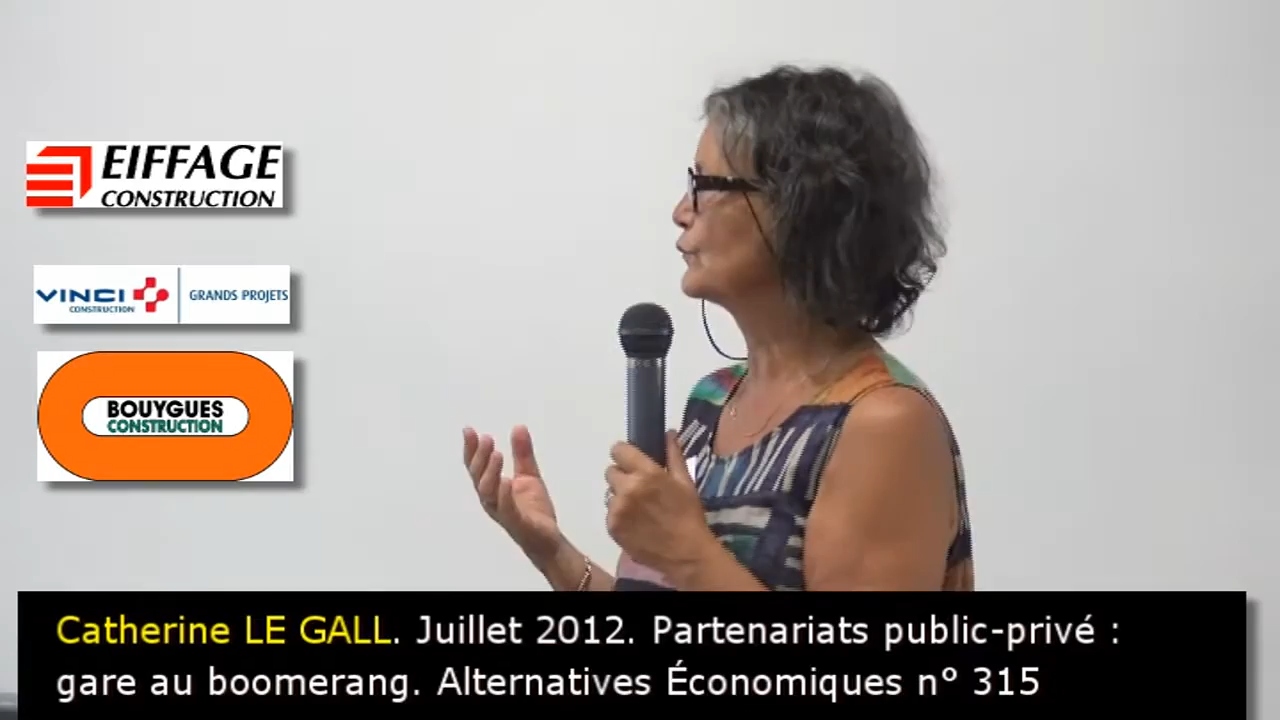 EIFFAGE
CONSTRUCTION
VINCI
CONSTRUCTION
GRANDS PROJETS
BOUYGUES
CONSTRUCTION
Catherine LE GALL. Juillet 2012. Partenariats public-privé :
gare au boomerang. Alternatives Économiques n° 315